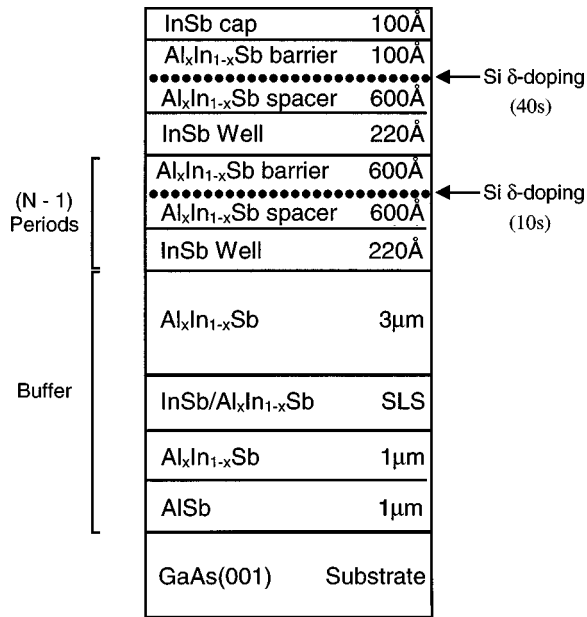 InSb cap 100Å
AlₓIn₁₋ₓSb barrier 100Å
Si δ-doping
(40s)
AlₓIn₁₋ₓSb spacer 600Å
InSb Well 220Å
(N - 1)
Periods
AlₓIn₁₋ₓSb barrier 600Å
Si δ-doping
(10s)
AlₓIn₁₋ₓSb spacer 600Å
InSb Well 220Å
Buffer
AlₓIn₁₋ₓSb 3μm
InSb/AlₓIn₁₋ₓSb SLS
AlₓIn₁₋ₓSb 1μm
AlSb 1μm
GaAs(001) Substrate